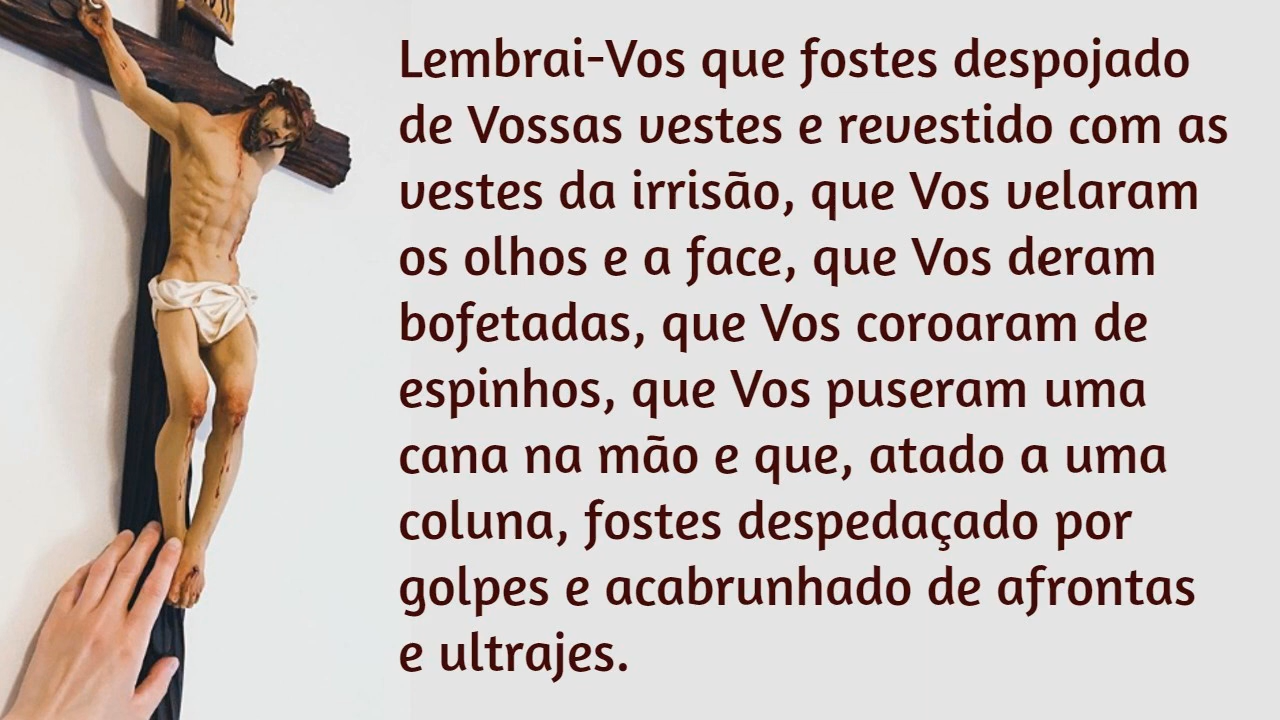 Lembrai-Vos que fostes despojado
de Vossas vestes e revestido com as
vestes da irrisão, que Vos velaram
os olhos e a face, que Vos deram
bofetadas, que Vos coroaram de
espinhos, que Vos puseram uma
cana na mão e que, atado a uma
coluna, fostes despedaçado por
golpes e acabrunhado de afrontas
e ultrajes.